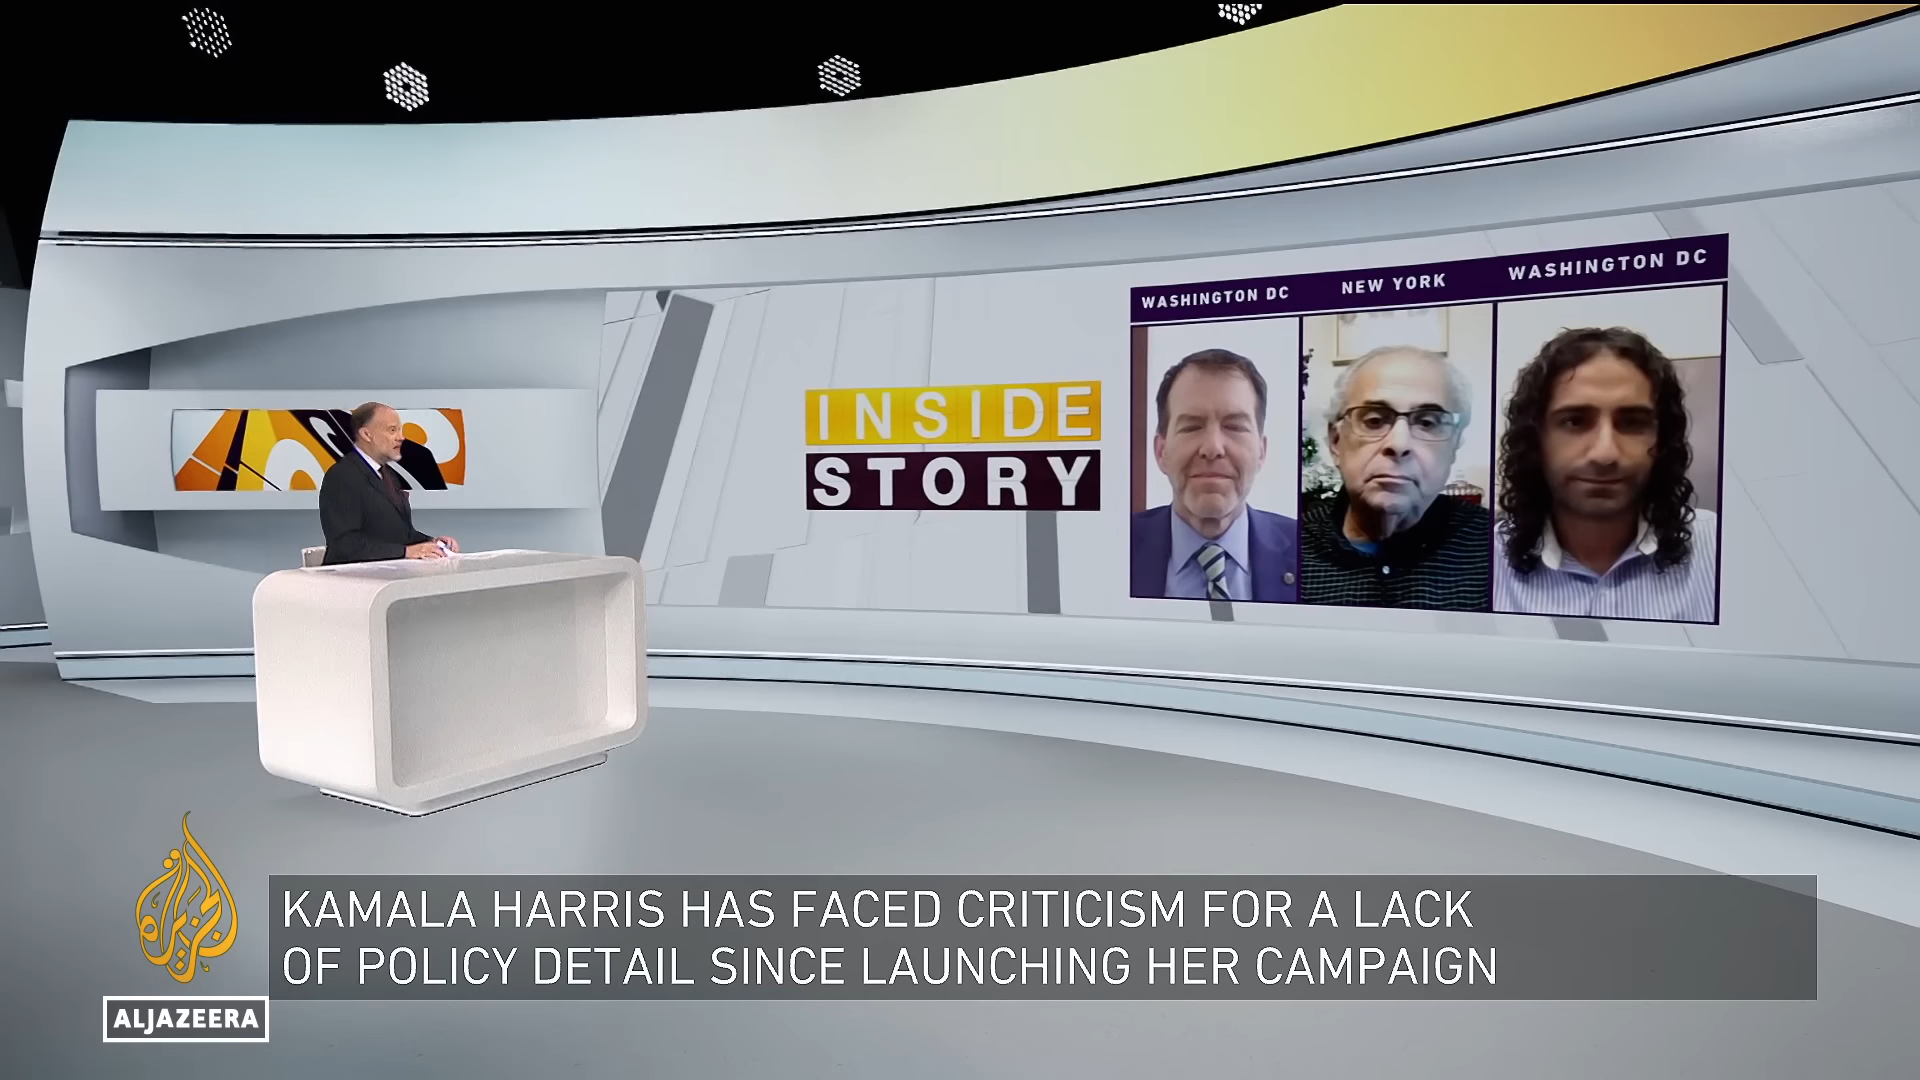 WASHINGTON DC
NEW YORK
WASHINGTON DC
INSIDE
STORY
KAMALA HARRIS HAS FACED CRITICISM FOR A LACK
OF POLICY DETAIL SINCE LAUNCHING HER CAMPAIGN
الجزيرة
ALJAZEERA